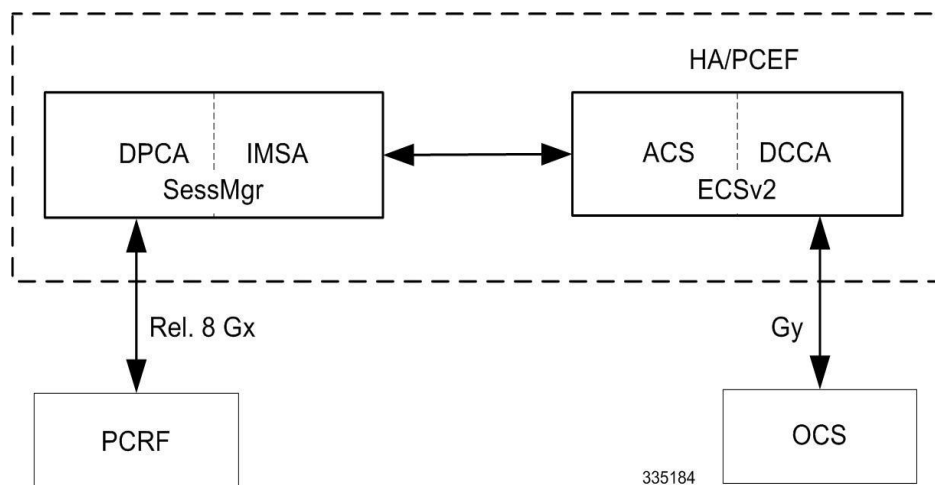 HA/PCEF
DPCA IMSA
SessMgr
ACS DCCA
ECSv2
Rel. 8 Gx
Gy
PCRF
OCS
335184